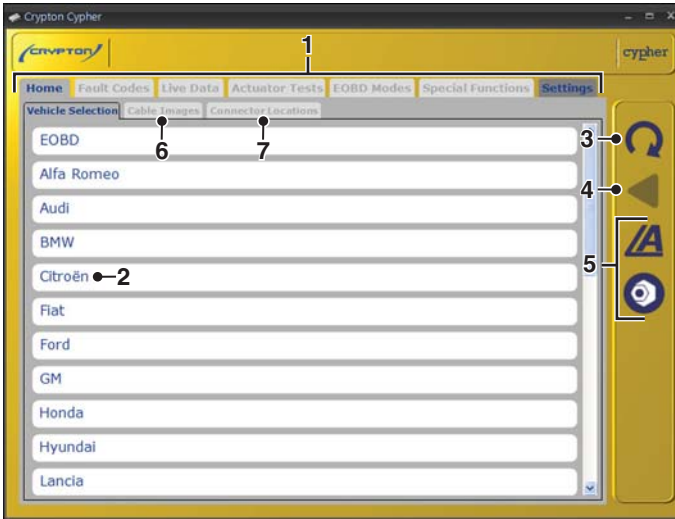 Crypton Cypher
CRYPTON
cypher
1
Home Fault Codes Live Data Actuator Tests EOBD Modes Special Functions Settings
Vehicle Selection Cable Images Connector Locations
6 7
EOBD
3
Alfa Romeo
4
Audi
BMW
A
5
Citroën 2
Fiat
Ford
GM
Honda
Hyundai
Lancia